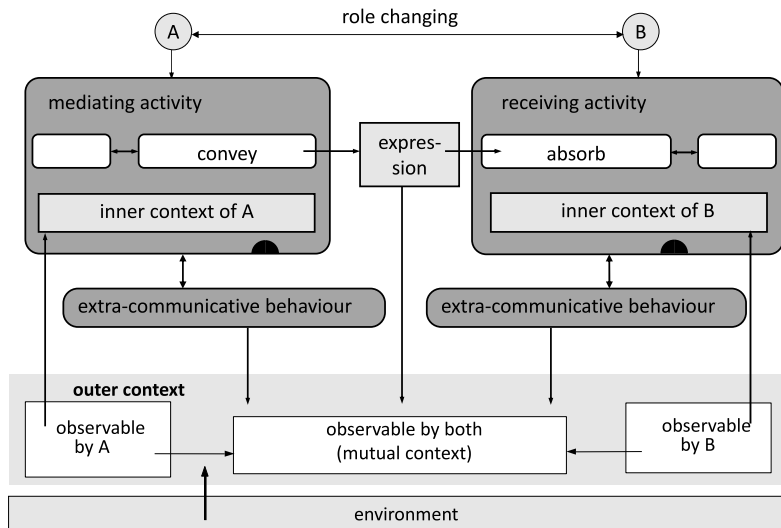 role changing
A
B
mediating activity
receiving activity
convey
expres-
sion
absorb
inner context of A
inner context of B
extra-communicative behaviour
extra-communicative behaviour
outer context
observable
by A
observable by both
(mutual context)
observable
by B
environment